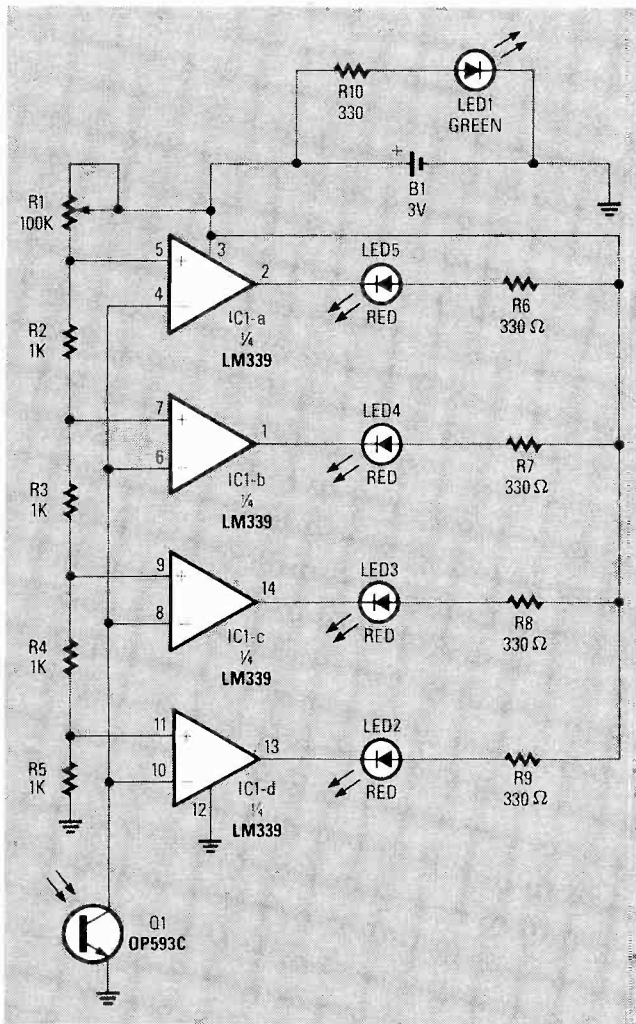 R10
330
LED1
GREEN
+
B1
3V
R1
100K
5
+
4
−
3
2
IC1-a
¼
LM339
LED5
RED
R6
330 Ω
R2
1K
7
+
6
−
1
IC1-b
¼
LM339
LED4
RED
R7
330 Ω
R3
1K
9
+
8
−
14
IC1-c
¼
LM339
LED3
RED
R8
330 Ω
R4
1K
11
+
10
−
13
12
IC1-d
¼
LM339
LED2
RED
R9
330 Ω
R5
1K
Q1
OP593C